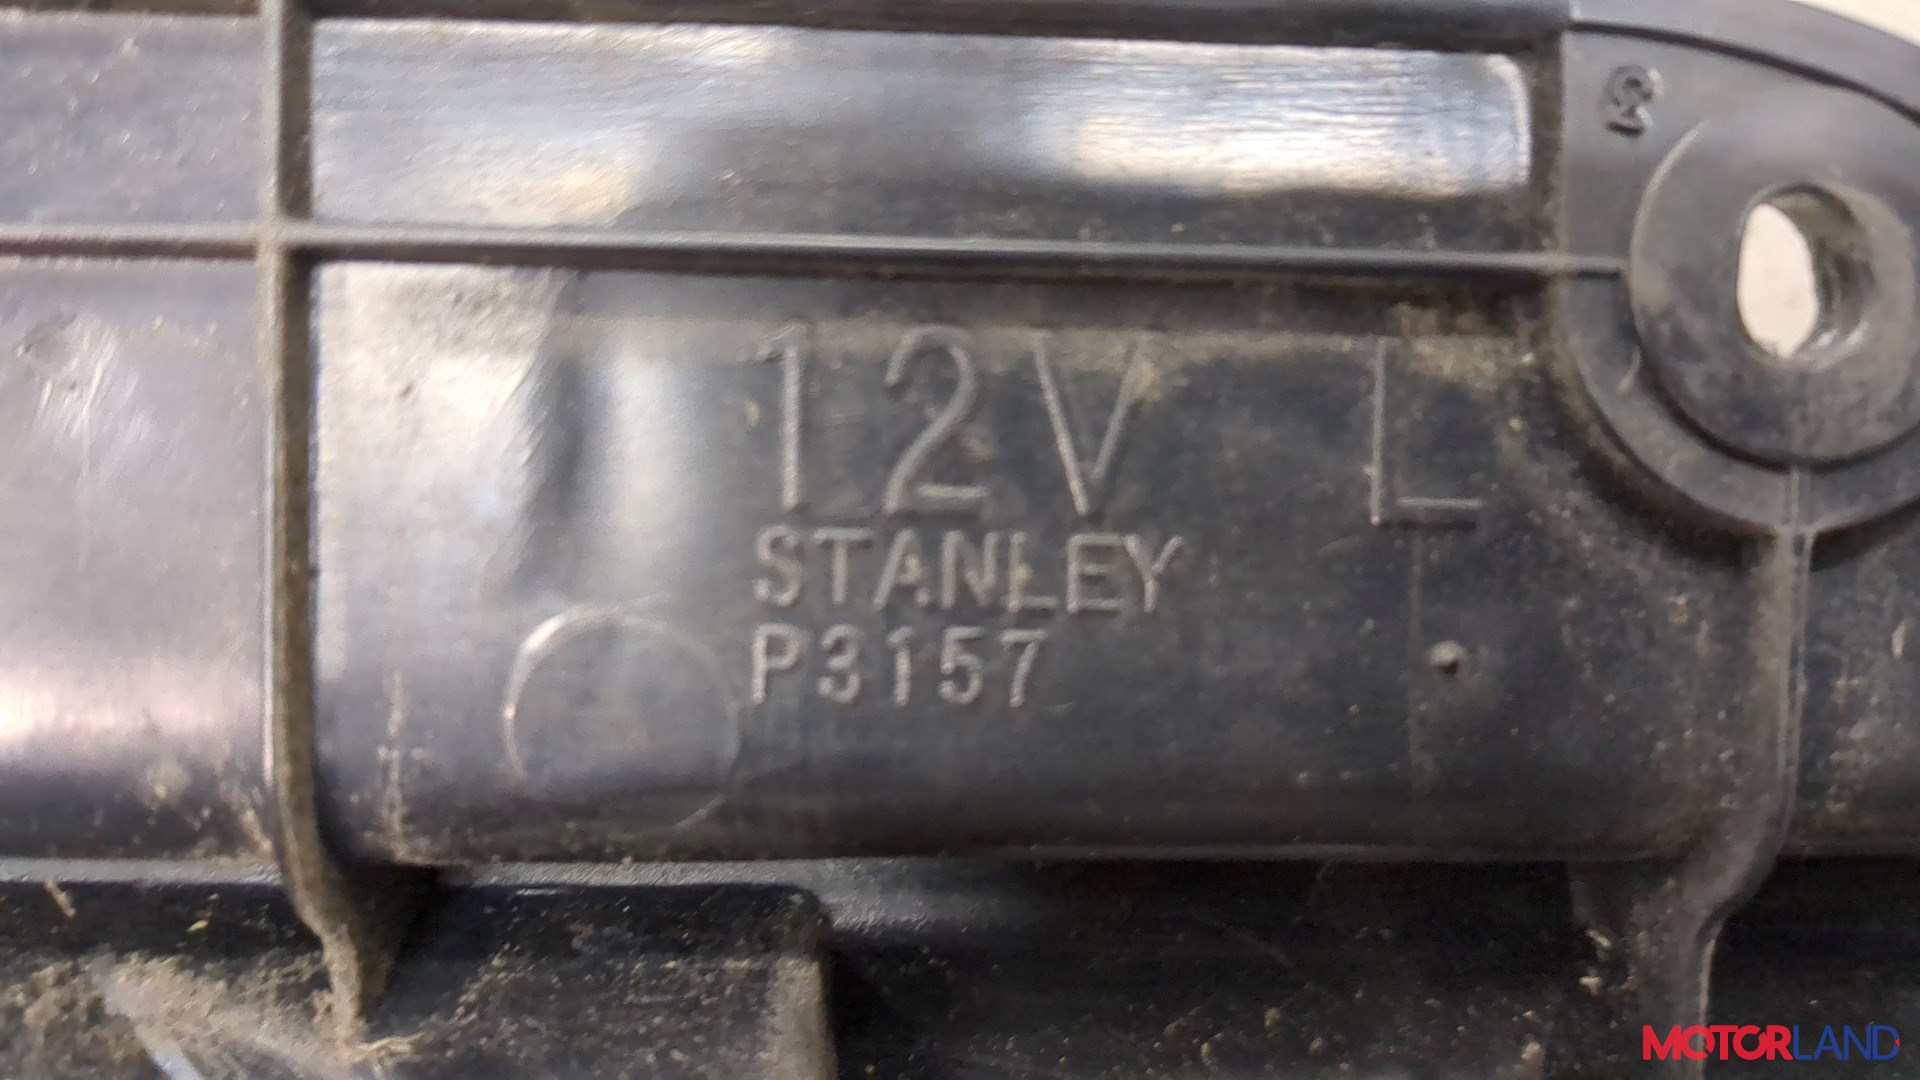 12V L
STANLEY
P3157
MOTORLAND